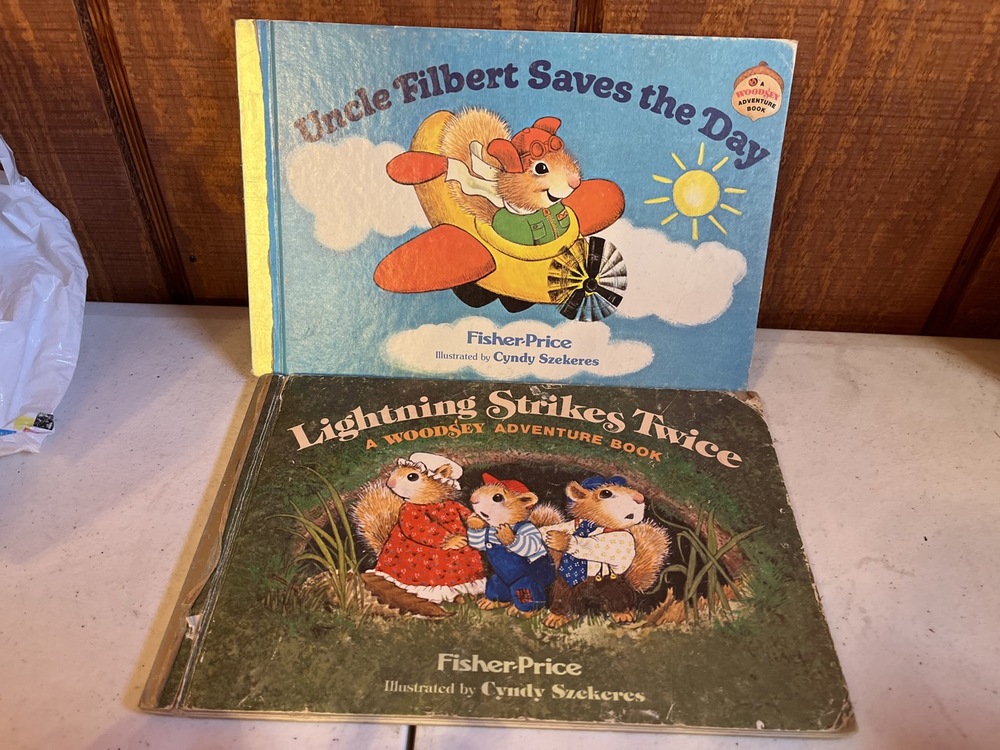 Uncle Filbert Saves the Day
A
WOODSEY
ADVENTURE
BOOK
Fisher-Price
Illustrated by Cyndy Szekeres
Lightning Strikes Twice
A WOODSEY ADVENTURE BOOK
Fisher-Price
Illustrated by Cyndy Szekeres